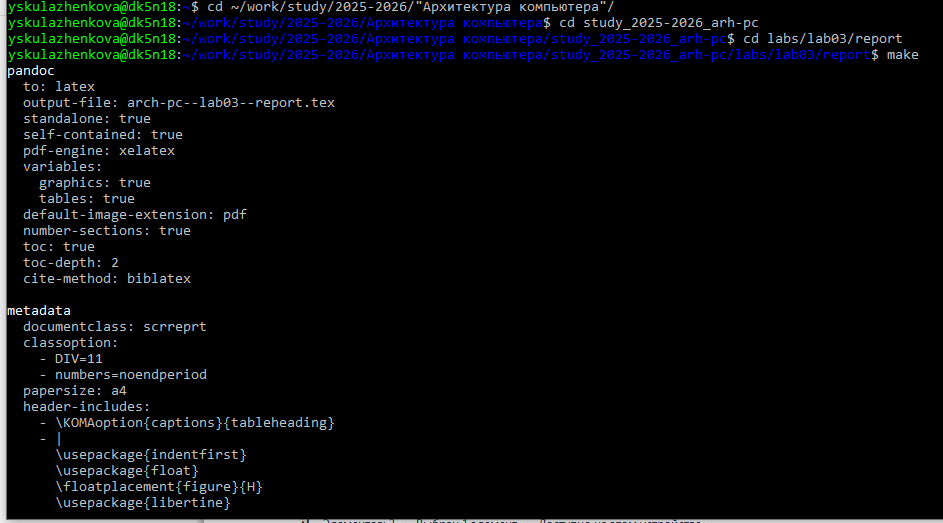 yskulazhenkova@dk5n18:~$ cd ~/work/study/2025-2026/"Архитектура компьютера"/
yskulazhenkova@dk5n18:~/work/study/2025-2026/Архитектура компьютера$ cd study_2025-2026_arh-pc
yskulazhenkova@dk5n18:~/work/study/2025-2026/Архитектура компьютера/study_2025-2026_arh-pc$ cd labs/lab03/report
yskulazhenkova@dk5n18:~/work/study/2025-2026/Архитектура компьютера/study_2025-2026_arh-pc/labs/lab03/report$ make
pandoc
  to: latex
  output-file: arch-pc--lab03--report.tex
  standalone: true
  self-contained: true
  pdf-engine: xelatex
  variables:
    graphics: true
    tables: true
  default-image-extension: pdf
  number-sections: true
  toc: true
  toc-depth: 2
  cite-method: biblatex

metadata
  documentclass: scrreprt
  classoption:
    - DIV=11
    - numbers=noendperiod
  papersize: a4
  header-includes:
    - \KOMAoption{captions}{tableheading}
    - |
      \usepackage{indentfirst}
      \usepackage{float}
      \floatplacement{figure}{H}
      \usepackage{libertine}